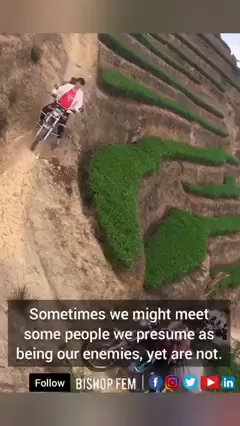 Sometimes we might meet
some people we presume as
being our enemies, yet are not.
Follow BISHOP FEM